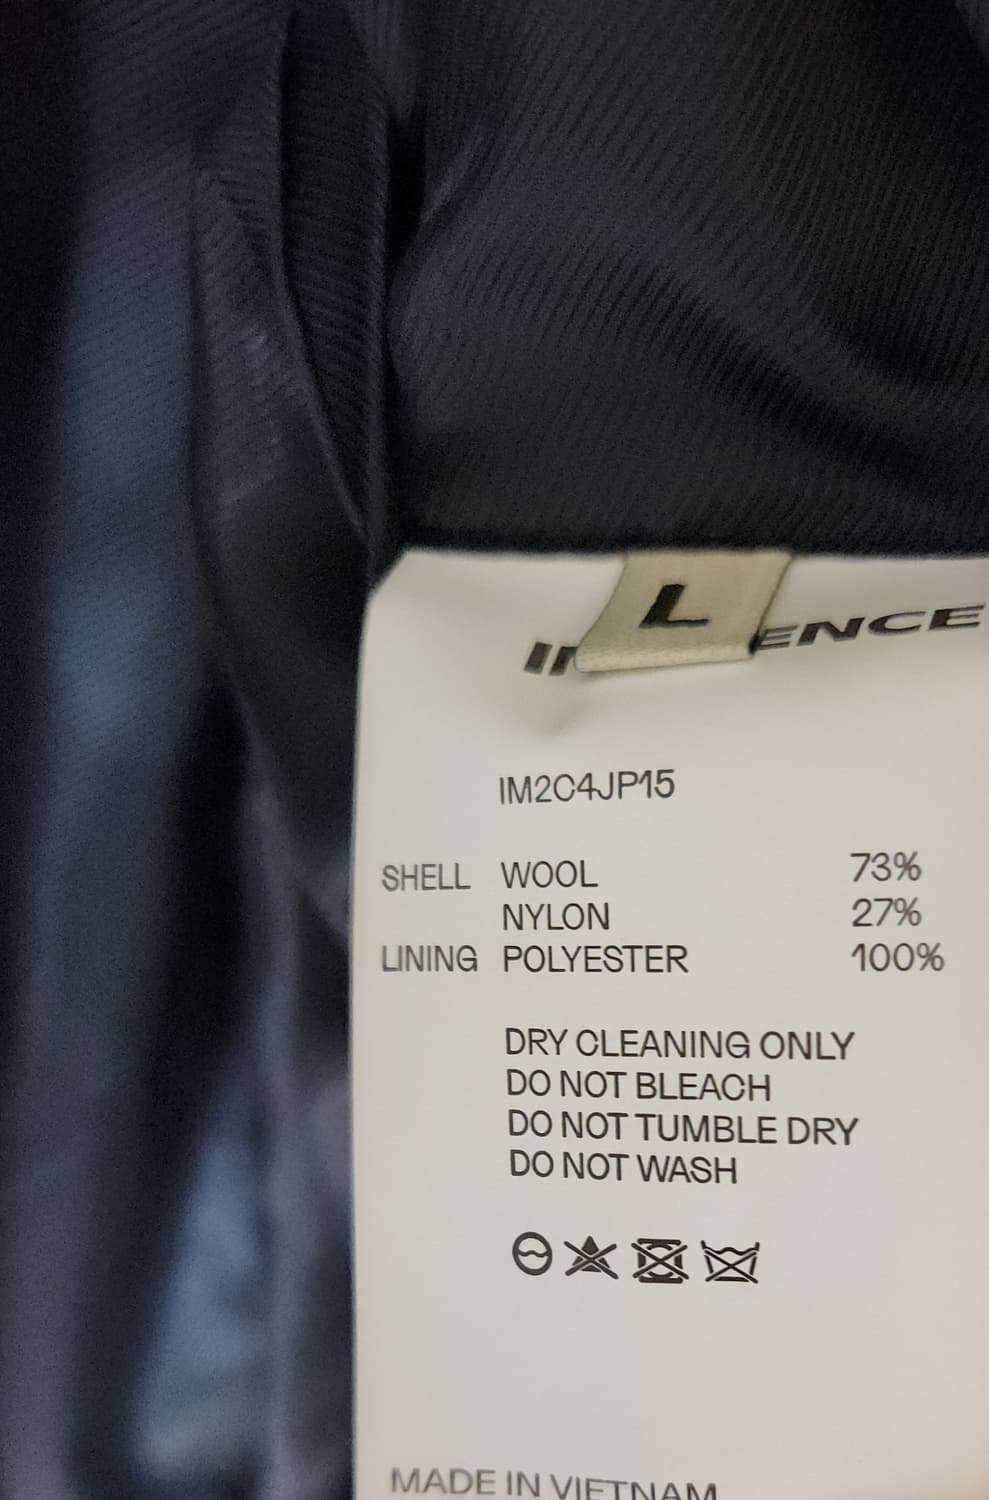 L
ENCE
IM2C4JP15
SHELL WOOL 73%
NYLON 27%
LINING POLYESTER 100%
DRY CLEANING ONLY
DO NOT BLEACH
DO NOT TUMBLE DRY
DO NOT WASH
MADE IN VIETNAM